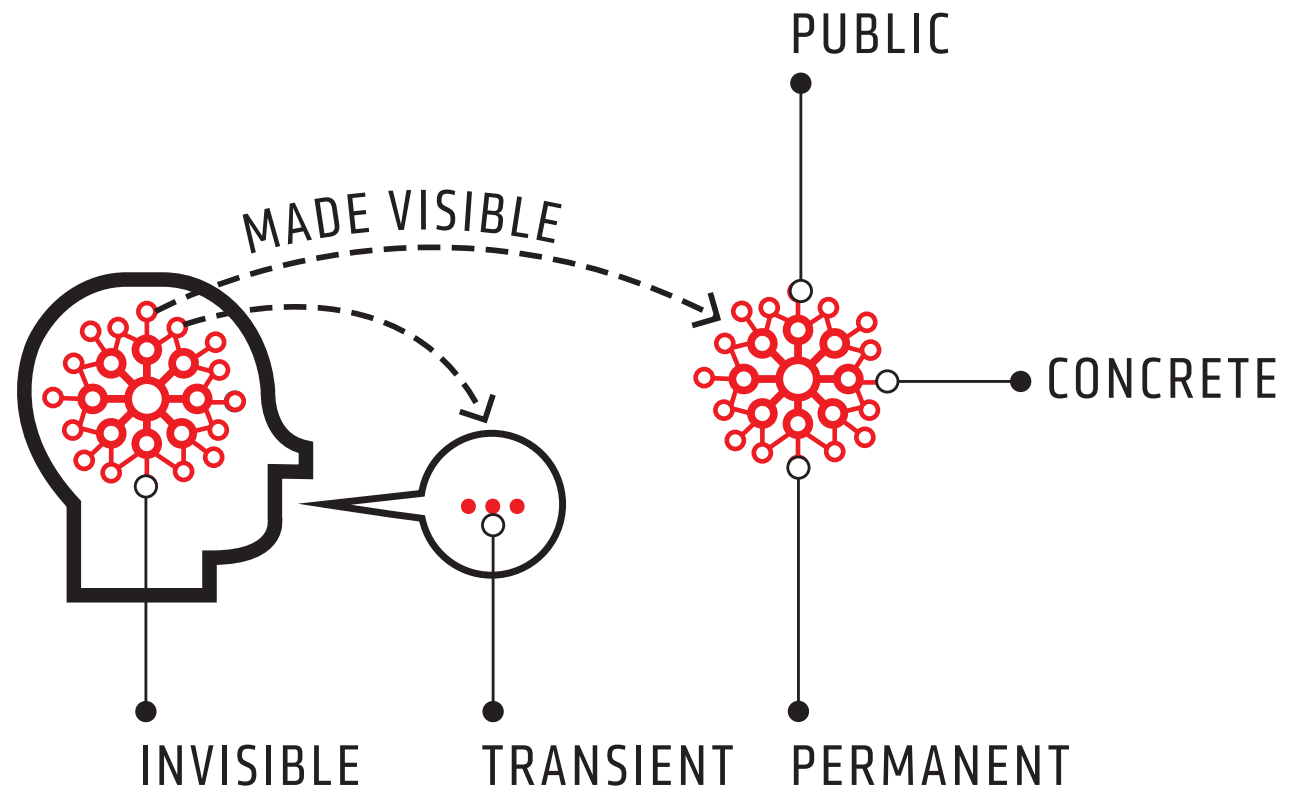 PUBLIC
MADE VISIBLE
CONCRETE
INVISIBLE
TRANSIENT
PERMANENT